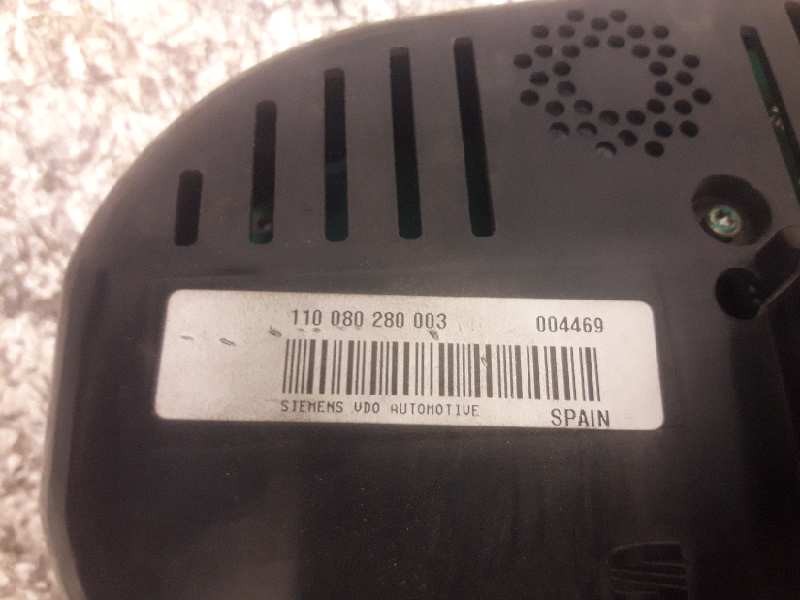 110 080 280 003 004469
SIEMENS VDO AUTOMOTIVE SPAIN